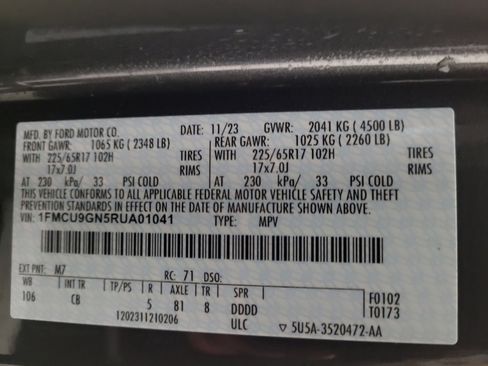 MFD. BY FORD MOTOR CO. DATE: 11/23 GVWR: 2041 KG ( 4500 LB)
FRONT GAWR: 1065 KG ( 2348 LB) REAR GAWR: 1025 KG ( 2260 LB)
WITH 225/65R17 102H TIRES WITH 225/65R17 102H TIRES
17x7.0J RIMS 17x7.0J RIMS
AT 230 kPa/ 33 PSI COLD AT 230 kPa/ 33 PSI COLD
THIS VEHICLE CONFORMS TO ALL APPLICABLE FEDERAL MOTOR VEHICLE SAFETY AND THEFT
PREVENTION STANDARDS IN EFFECT ON THE DATE OF MANUFACTURE SHOWN ABOVE.
VIN: 1FMCU9GN5RUA01041 TYPE: MPV
EXT PNT: M7 RC: 71 DSO:
WB INT TR TP/PS R AXLE TR SPR F0102
106 CB 5 81 8 DDDD T0173
1202311210206 ULC ▽ 5U5A-3520472-AA